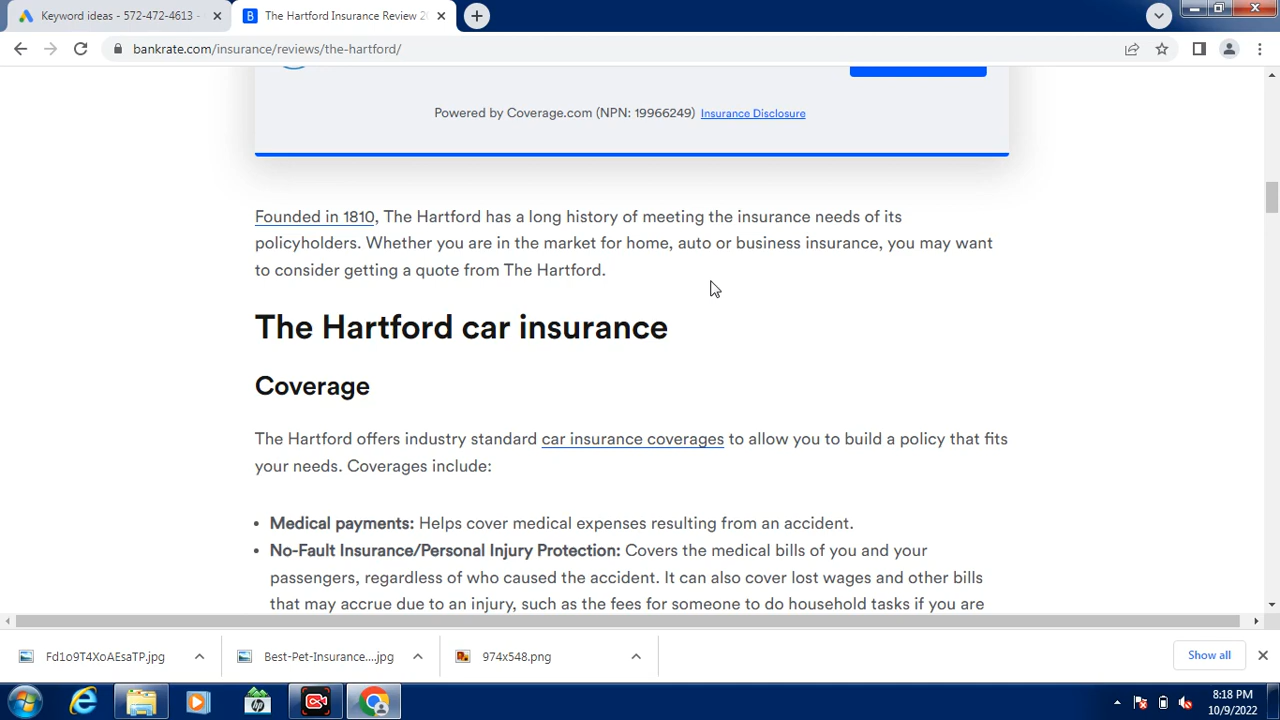 Keyword ideas - 572-472-4613 -
The Hartford Insurance Review 20
bankrate.com/insurance/reviews/the-hartford/
Powered by Coverage.com (NPN: 19966249) Insurance Disclosure
Founded in 1810, The Hartford has a long history of meeting the insurance needs of its
policyholders. Whether you are in the market for home, auto or business insurance, you may want
to consider getting a quote from The Hartford.
The Hartford car insurance
Coverage
The Hartford offers industry standard car insurance coverages to allow you to build a policy that fits
your needs. Coverages include:
• Medical payments: Helps cover medical expenses resulting from an accident.
• No-Fault Insurance/Personal Injury Protection: Covers the medical bills of you and your
passengers, regardless of who caused the accident. It can also cover lost wages and other bills
that may accrue due to an injury, such as the fees for someone to do household tasks if you are
Fd1o9T4XoAEsaTP.jpg
Best-Pet-Insurance....jpg
974x548.png
Show all
8:18 PM
10/9/2022